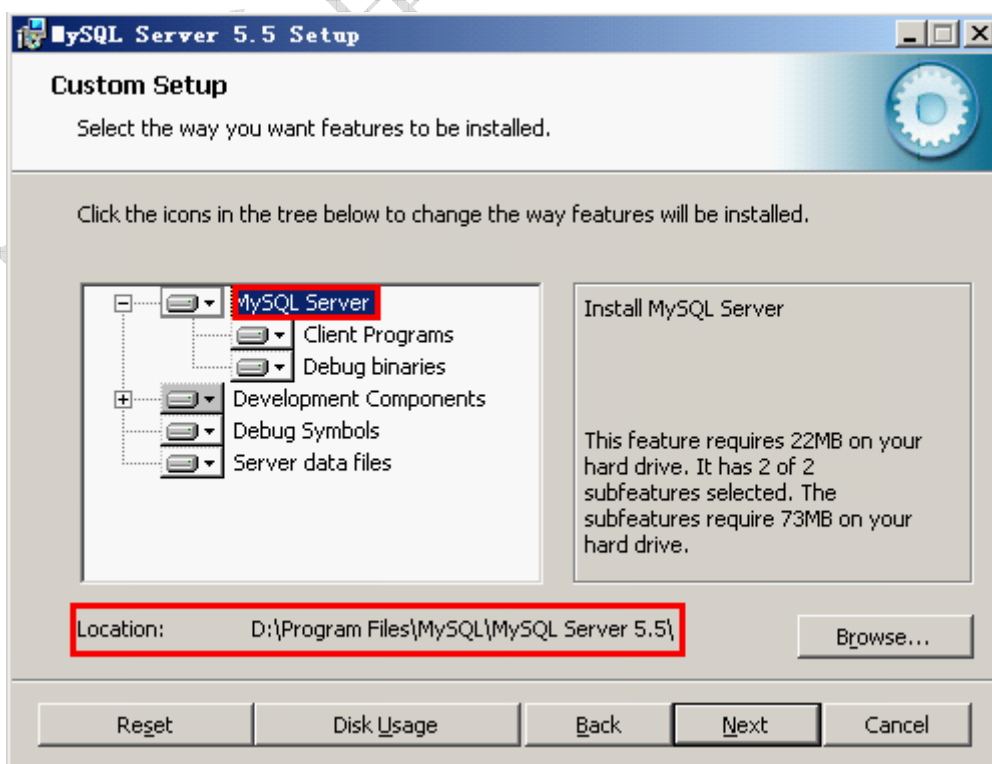 MySQL Server 5.5 Setup
Custom Setup
Select the way you want features to be installed.
Click the icons in the tree below to change the way features will be installed.
MySQL Server
Client Programs
Debug binaries
Development Components
Debug Symbols
Server data files
Install MySQL Server
This feature requires 22MB on your
hard drive. It has 2 of 2
subfeatures selected. The
subfeatures require 73MB on your
hard drive.
Location: D:\Program Files\MySQL\MySQL Server 5.5\
Browse...
Reset Disk Usage Back Next Cancel